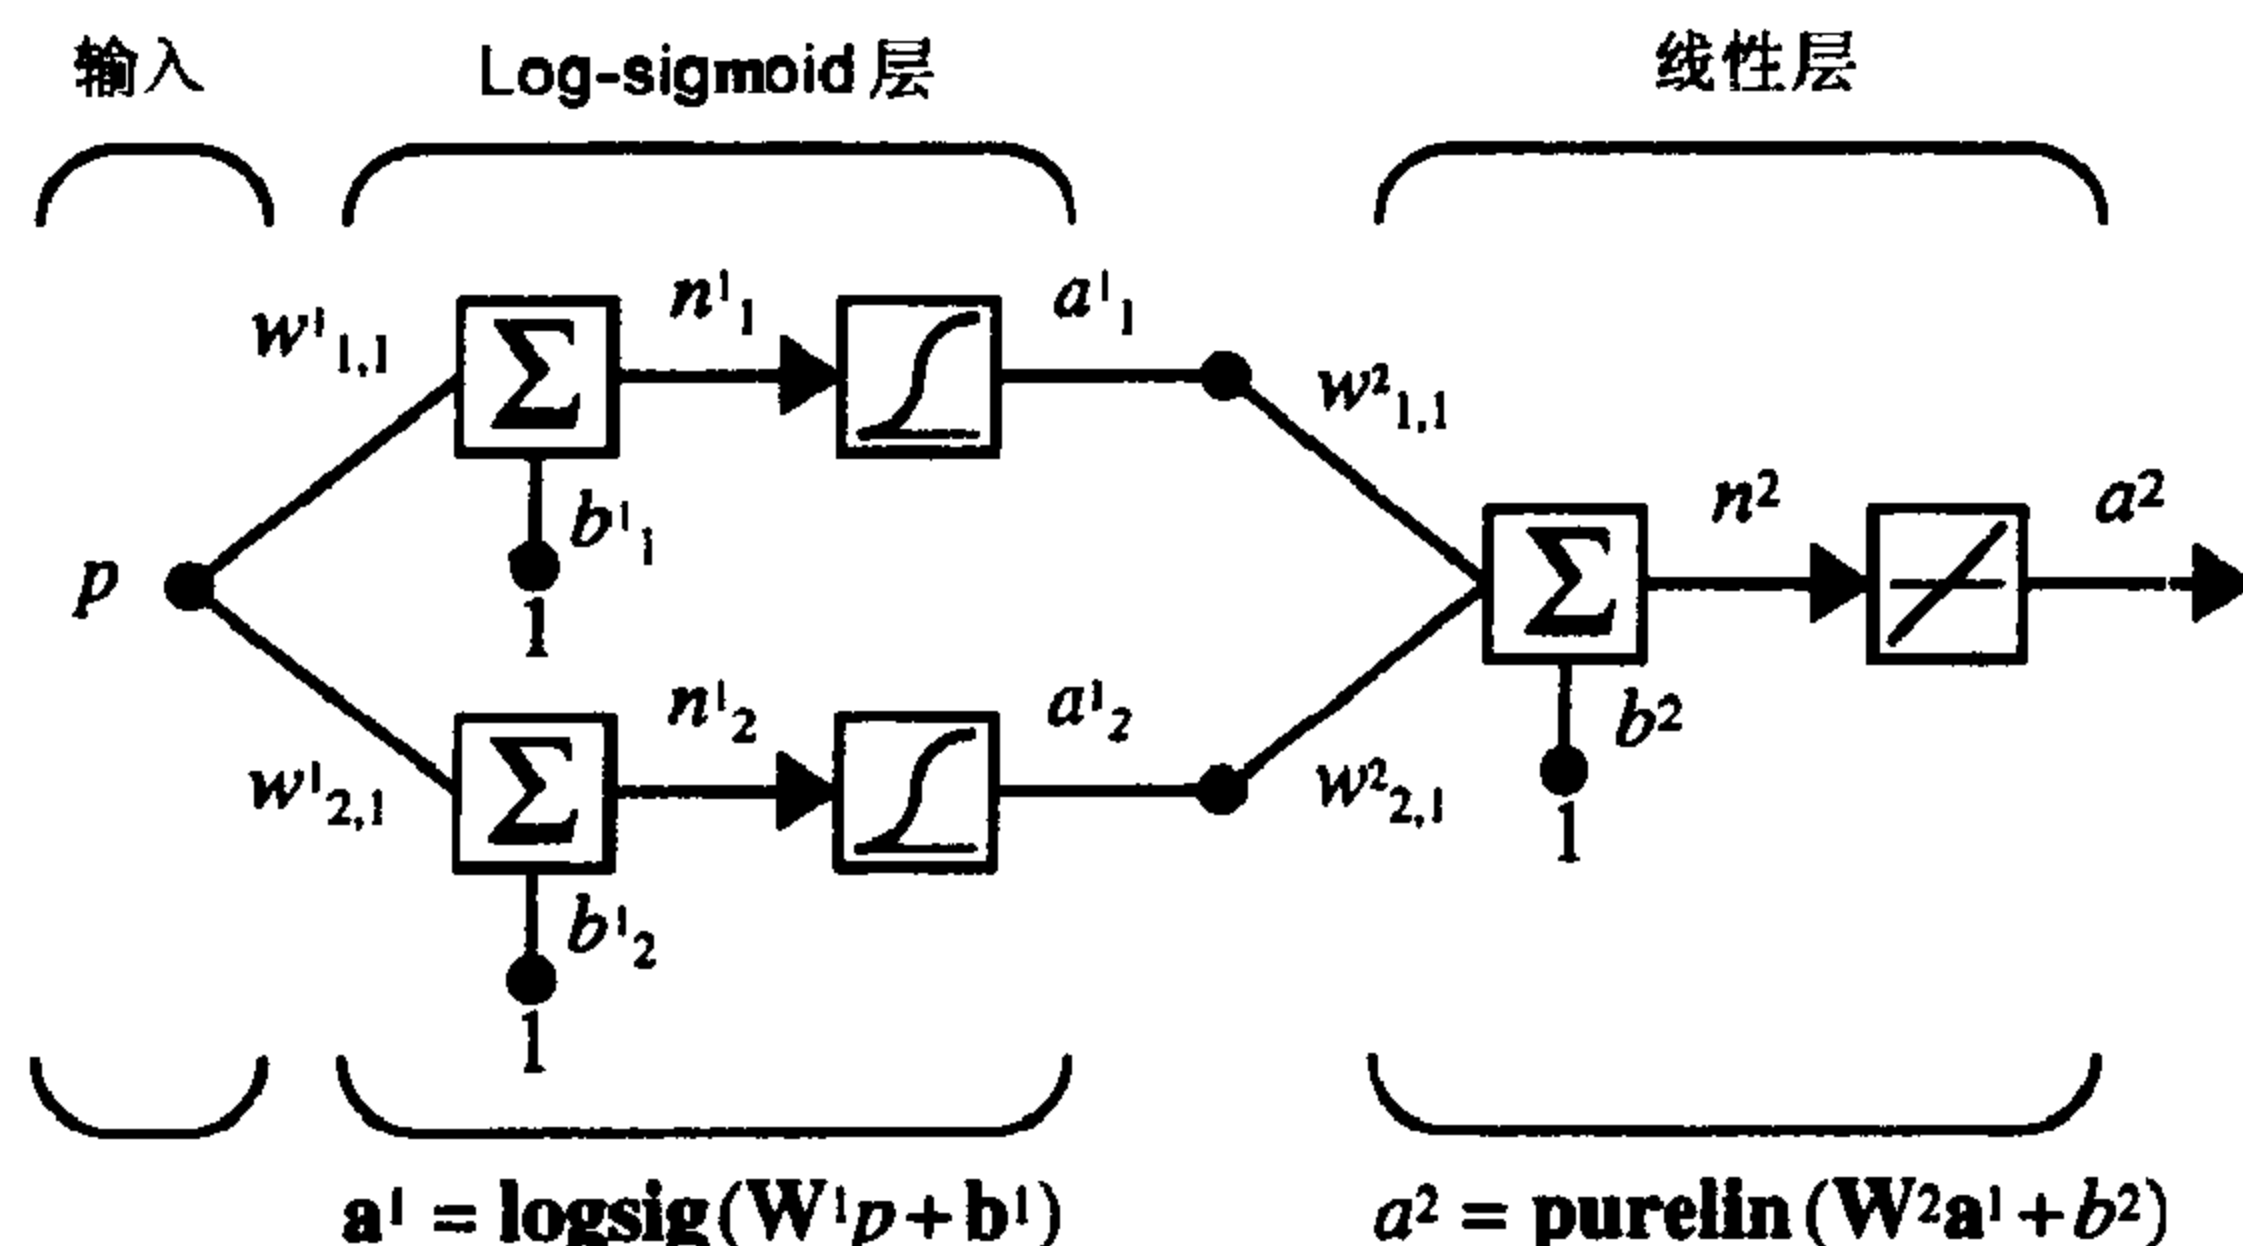 输入 Log-sigmoid 层 线性层
w¹₁,₁ n¹₁ a¹₁ w²₁,₁
Σ
b¹₁
1
p
Σ n² a²
b²
1
w¹₂,₁ n¹₂ a¹₂ w²₂,₁
Σ
b¹₂
1
a¹ = logsig(W¹p+b¹) a² = purelin(W²a¹+b²)